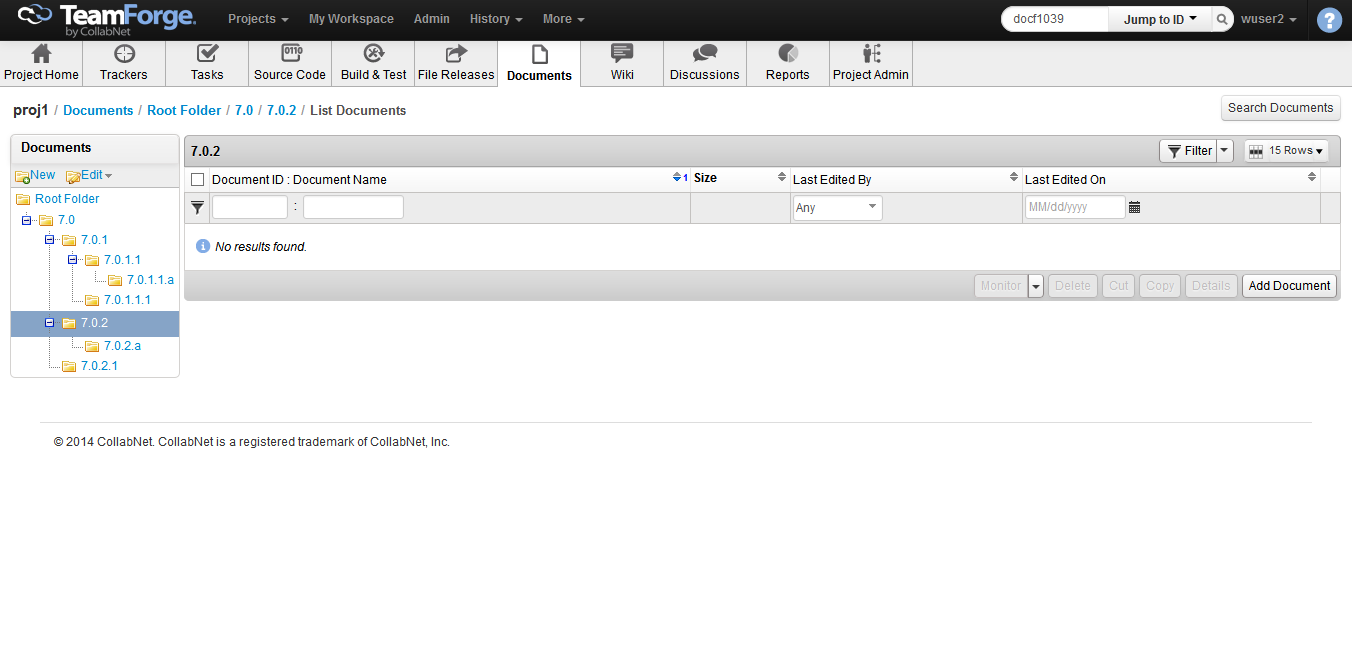 TeamForge. by CollabNet Projects My Workspace Admin History More docf1039 Jump to ID wuser2 ?
Project Home Trackers Tasks Source Code Build & Test File Releases Documents Wiki Discussions Reports Project Admin
proj1 / Documents / Root Folder / 7.0 / 7.0.2 / List Documents Search Documents
Documents
New Edit
Root Folder
7.0
7.0.1
7.0.1.1
7.0.1.1.a
7.0.1.1.1
7.0.2
7.0.2.a
7.0.2.1
7.0.2 Filter 15 Rows
Document ID : Document Name 1 Size Last Edited By Last Edited On
: Any MM/dd/yyyy
No results found.
Monitor Delete Cut Copy Details Add Document
© 2014 CollabNet. CollabNet is a registered trademark of CollabNet, Inc.